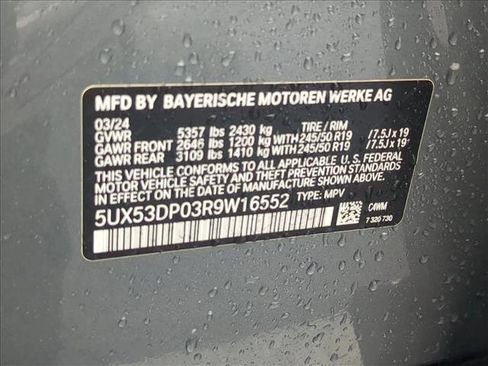 MFD BY BAYERISCHE MOTOREN WERKE AG
03/24 TIRE / RIM
GVWR 5357 lbs 2430 kg
GAWR FRONT 2646 lbs 1200 kg WITH 245/50 R19 /7.5J x 19
GAWR REAR 3109 lbs 1410 kg WITH 245/50 R19 /7.5J x 19
THIS VEHICLE CONFORMS TO ALL APPLICABLE U.S. FEDERAL
MOTOR VEHICLE SAFETY AND THEFT PREVENTION STANDARDS
IN EFFECT ON THE DATE OF MANUFACTURE SHOWN ABOVE.
5UX53DP03R9W16552 TYPE: MPV
C4WM
7 320 730